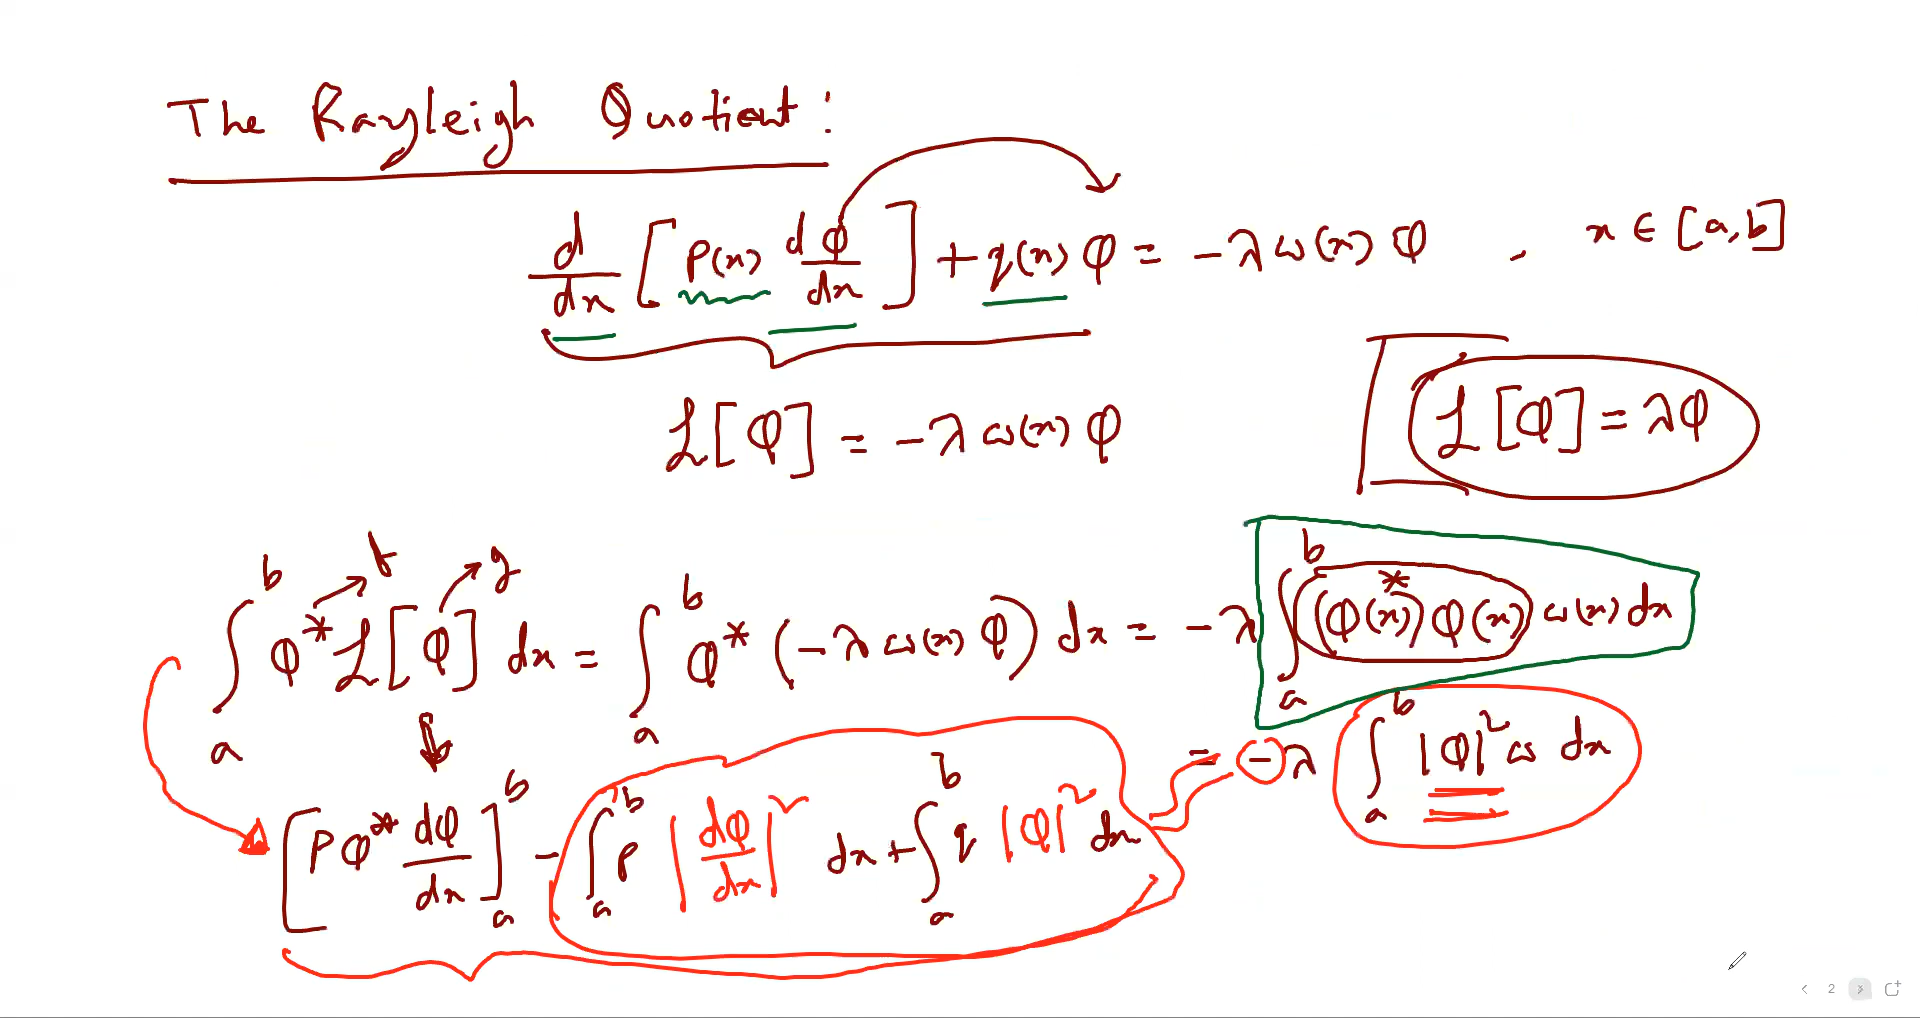 The Rayleigh Quotient:
d/dx [p(x) dφ/dx] + q(x) φ = -λ ω(x) φ , x ∈ [a,b]
ℒ[φ] = -λ ω(x) φ
ℒ[φ] = λφ
f g
∫_a^b φ* ℒ[φ] dx = ∫_a^b φ* (-λ ω(x) φ) dx = -λ ∫_a^b (φ(x))* φ(x) ω(x) dx
= -λ ∫_a^b |φ|² ω dx
[p φ* dφ/dx]_a^b - ∫_a^b p |dφ/dx|² dx + ∫_a^b q |φ|² dx
2